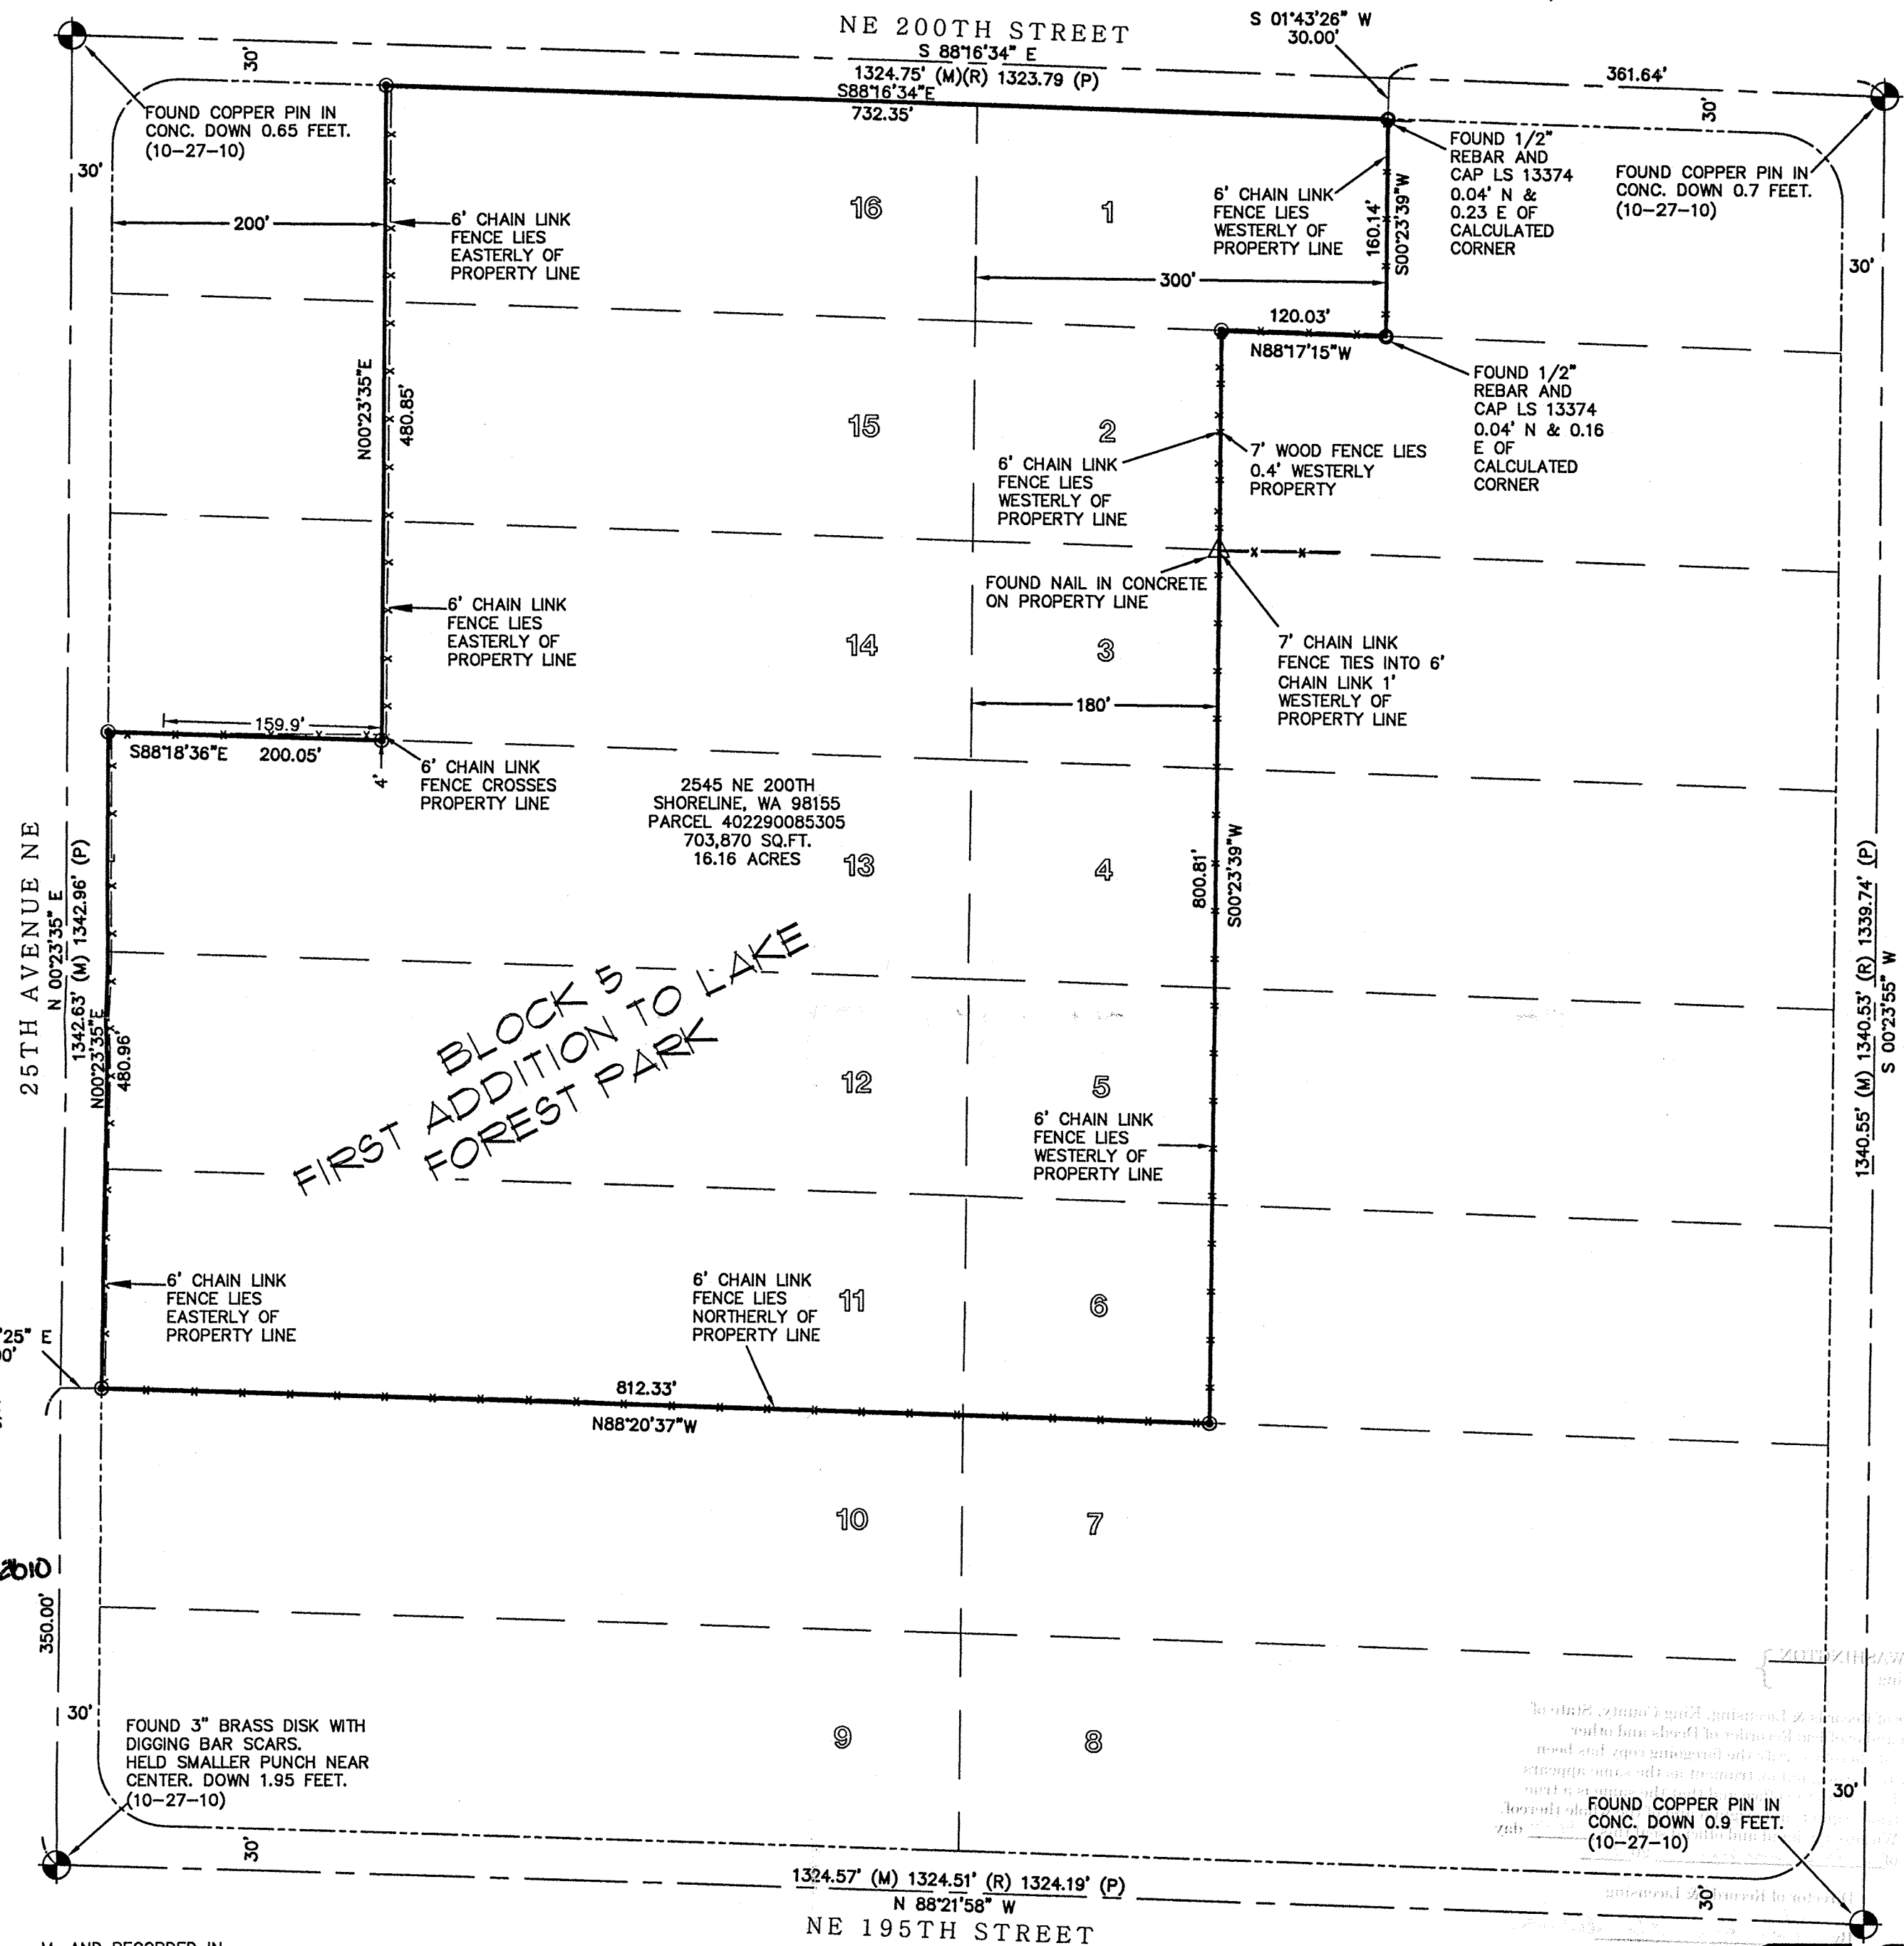 NE 200TH STREET
S 88°16'34" E
1324.75' (M)(R) 1323.79 (P)
S88°16'34"E
732.35'
S 01°43'26" W
30.00'
361.64'
30'
30'
FOUND COPPER PIN IN
CONC. DOWN 0.65 FEET.
(10-27-10)
30'
FOUND 1/2"
REBAR AND
CAP LS 13374
0.04' N &
0.23 E OF
CALCULATED
CORNER
FOUND COPPER PIN IN
CONC. DOWN 0.7 FEET.
(10-27-10)
30'
200'
6' CHAIN LINK
FENCE LIES
EASTERLY OF
PROPERTY LINE
16
1
6' CHAIN LINK
FENCE LIES
WESTERLY OF
PROPERTY LINE
160.14'
S00°23'39"W
300'
120.03'
N88°17'15"W
FOUND 1/2"
REBAR AND
CAP LS 13374
0.04' N & 0.16
E OF
CALCULATED
CORNER
N00°23'35"E
480.85'
15
2
6' CHAIN LINK
FENCE LIES
WESTERLY OF
PROPERTY LINE
7' WOOD FENCE LIES
0.4' WESTERLY
PROPERTY
FOUND NAIL IN CONCRETE
ON PROPERTY LINE
6' CHAIN LINK
FENCE LIES
EASTERLY OF
PROPERTY LINE
14
3
7' CHAIN LINK
FENCE TIES INTO 6'
CHAIN LINK 1'
WESTERLY OF
PROPERTY LINE
180'
159.9'
S88°18'36"E 200.05'
4'
6' CHAIN LINK
FENCE CROSSES
PROPERTY LINE
2545 NE 200TH
SHORELINE, WA 98155
PARCEL 402290085305
703,870 SQ.FT.
16.16 ACRES
13
4
800.81'
S00°23'39"W
25TH AVENUE NE
N 00°23'35" E
1342.63' (M) 1342.96' (P)
N00°23'35"E
480.96'
1340.55' (M) 1340.53' (R) 1339.74' (P)
S 00°23'55" W
BLOCK 5
FIRST ADDITION TO LAKE
FOREST PARK
12
5
6' CHAIN LINK
FENCE LIES
WESTERLY OF
PROPERTY LINE
6' CHAIN LINK
FENCE LIES
EASTERLY OF
PROPERTY LINE
6' CHAIN LINK
FENCE LIES
NORTHERLY OF
PROPERTY LINE
11
6
'25" E
812.33'
N88°20'37"W
10
7
2010
350.00'
30'
FOUND 3" BRASS DISK WITH
DIGGING BAR SCARS.
HELD SMALLER PUNCH NEAR
CENTER. DOWN 1.95 FEET.
(10-27-10)
9
8
30'
FOUND COPPER PIN IN
CONC. DOWN 0.9 FEET.
(10-27-10)
30'
30'
1324.57' (M) 1324.51' (R) 1324.19' (P)
N 88°21'58" W
NE 195TH STREET
AND RECORDED IN